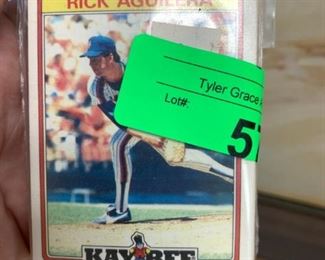 RICK AGUILERA
Tyler Grace
Lot#:
57
KAY BEE